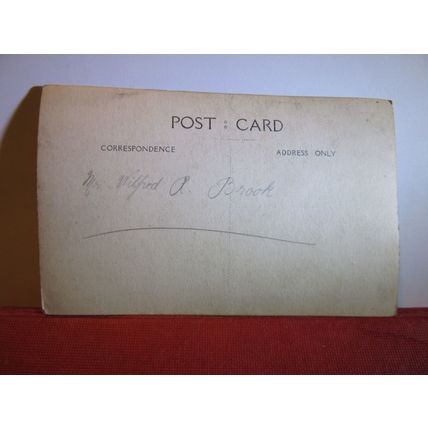 POST CARD
CORRESPONDENCE ADDRESS ONLY
Mr. Wilfred A. Brook